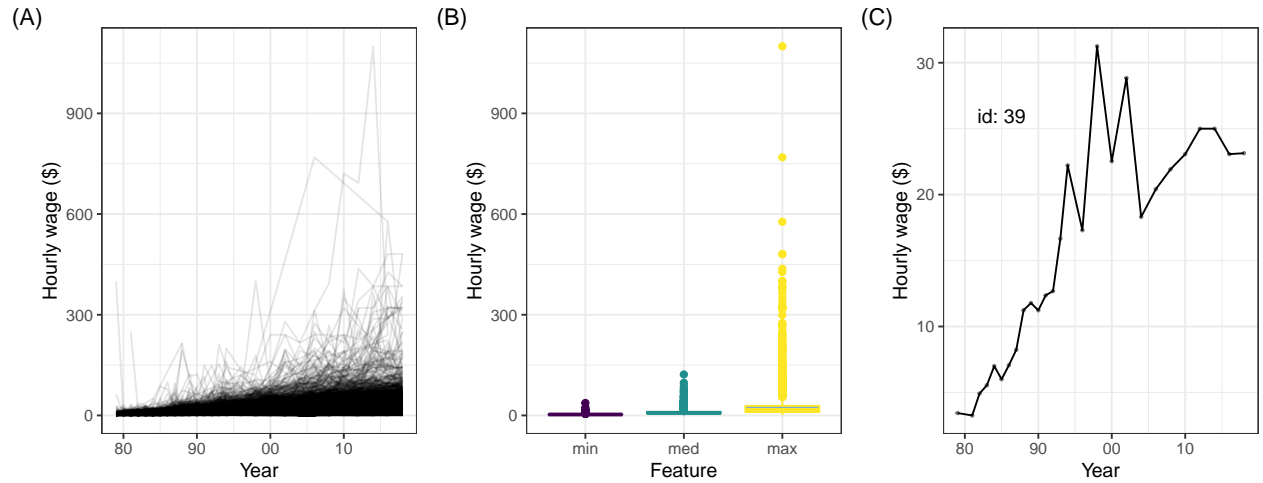 (A)
Hourly wage ($)
900
600
300
0
80 90 00 10
Year
(B)
Hourly wage ($)
900
600
300
0
min med max
Feature
(C)
Hourly wage ($)
30
20
10
id: 39
80 90 00 10
Year